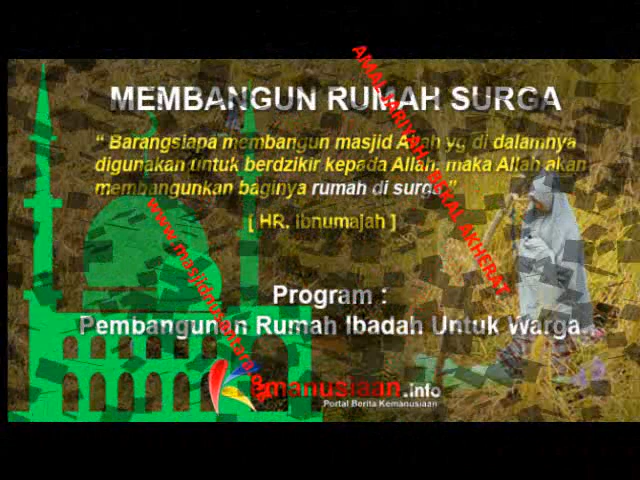 MEMBANGUN RUMAH SURGA
“ Barangsiapa membangun masjid Allah yg di dalamnya
digunakan untuk berdzikir kepada Allah. maka Allah akan
membangunkan baginya rumah di surga ”
[ HR. Ibnumajah ]
AMAL JARIYAH BEKAL AKHERAT
Program :
Pembangunan Rumah Ibadah Untuk Warga
manusiaan.info
Portal Berita Kemanusiaan